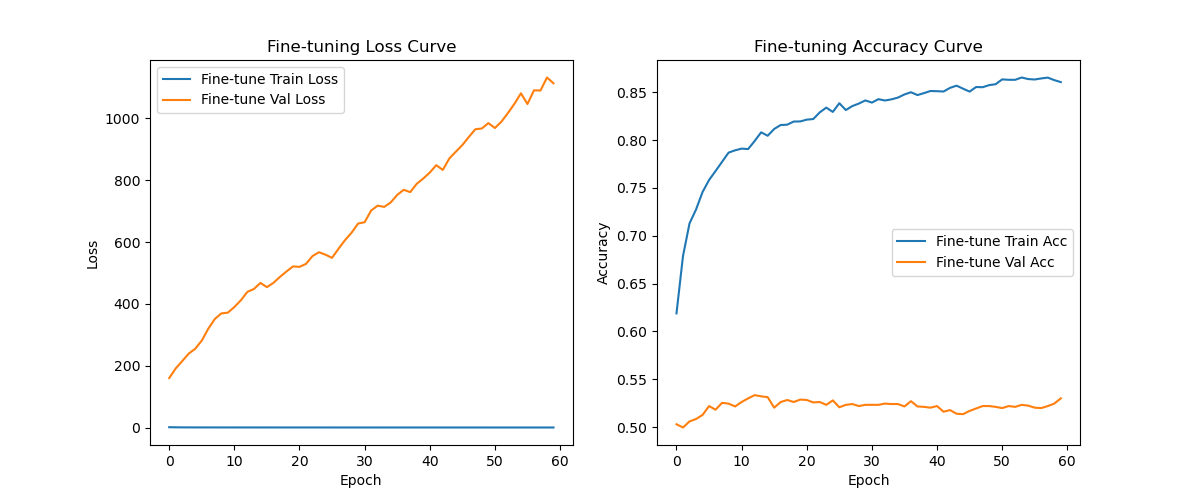 Fine-tuning Loss Curve
Fine-tune Train Loss
Fine-tune Val Loss
1000
800
600
400
200
0
Loss
0 10 20 30 40 50 60
Epoch
Fine-tuning Accuracy Curve
0.85
0.80
0.75
0.70
0.65
0.60
0.55
0.50
Accuracy
Fine-tune Train Acc
Fine-tune Val Acc
0 10 20 30 40 50 60
Epoch